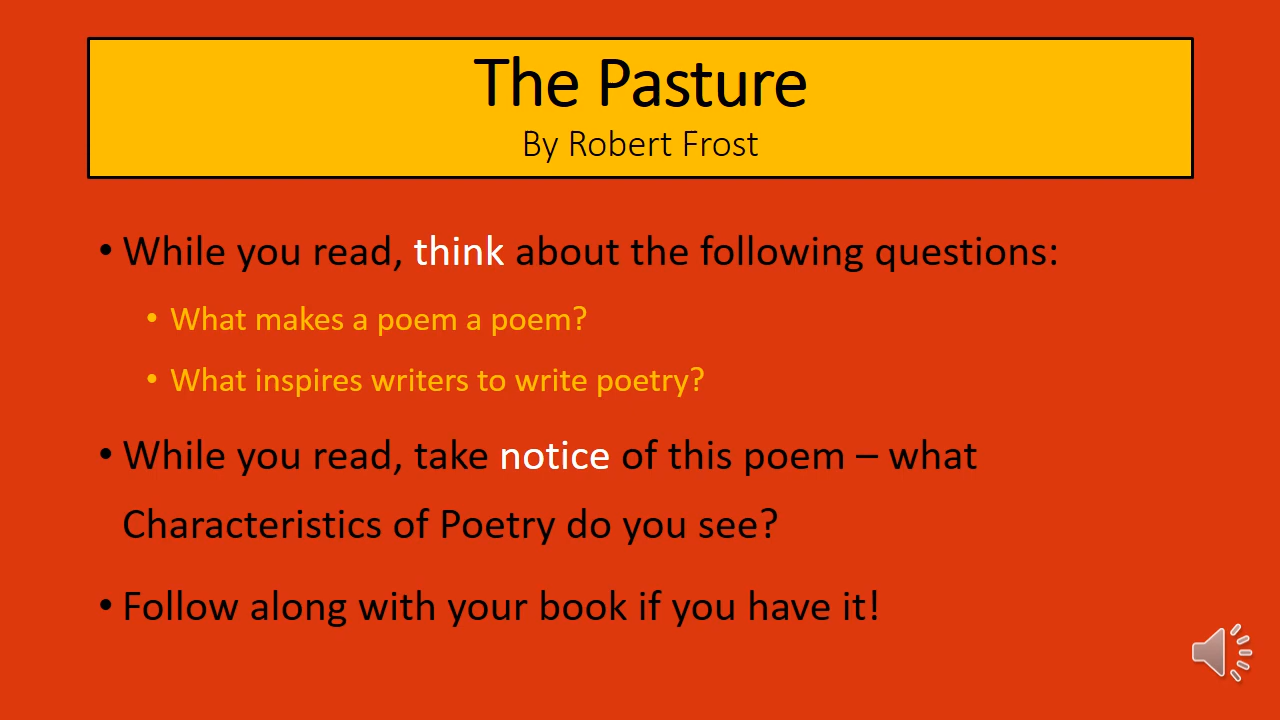 The Pasture
By Robert Frost
• While you read, think about the following questions:
• What makes a poem a poem?
• What inspires writers to write poetry?
• While you read, take notice of this poem – what
Characteristics of Poetry do you see?
• Follow along with your book if you have it!